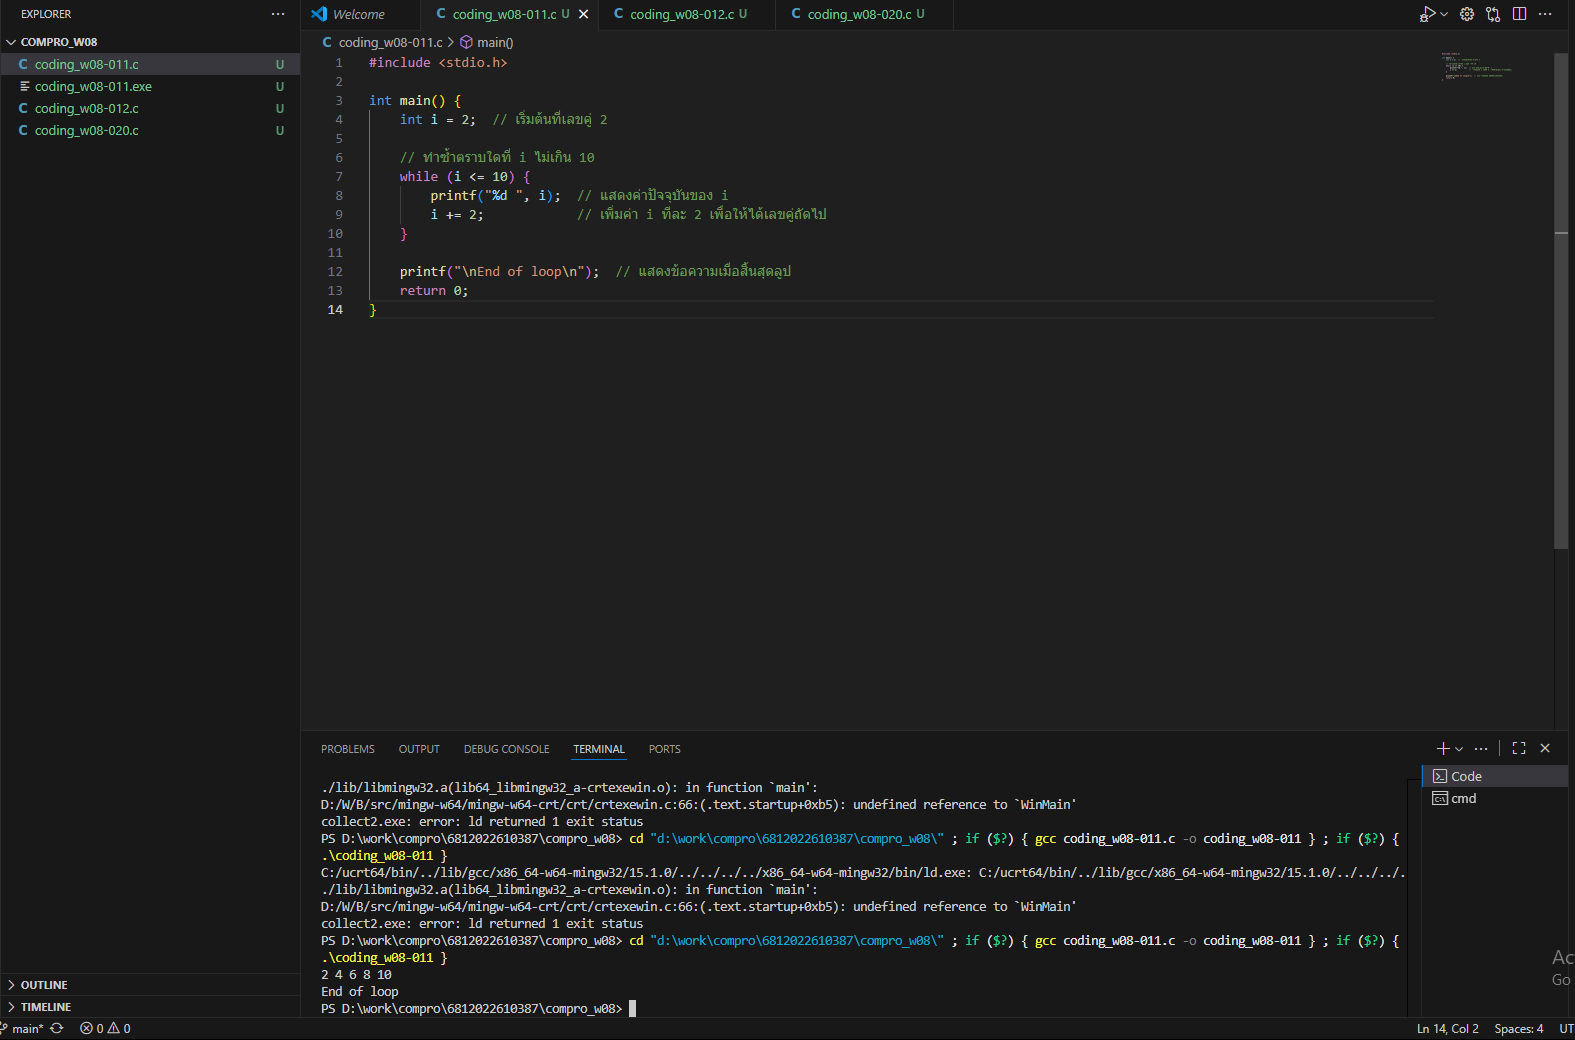 EXPLORER
COMPRO_W08
coding_w08-011.c U
coding_w08-011.exe U
coding_w08-012.c U
coding_w08-020.c U
OUTLINE
TIMELINE
Welcome coding_w08-011.c U coding_w08-012.c U coding_w08-020.c U
coding_w08-011.c > main()
1 #include <stdio.h>
2
3 int main() {
4     int i = 2;  // เริ่มต้นที่เลขคู่ 2
5
6     // ทำซ้ำตราบใดที่ i ไม่เกิน 10
7     while (i <= 10) {
8         printf("%d ", i);  // แสดงค่าปัจจุบันของ i
9         i += 2;            // เพิ่มค่า i ทีละ 2 เพื่อให้ได้เลขคู่ถัดไป
10     }
11
12     printf("\nEnd of loop\n");  // แสดงข้อความเมื่อสิ้นสุดลูป
13     return 0;
14 }
PROBLEMS OUTPUT DEBUG CONSOLE TERMINAL PORTS
./lib/libmingw32.a(lib64_libmingw32_a-crtexewin.o): in function `main':
D:/W/B/src/mingw-w64/mingw-w64-crt/crt/crtexewin.c:66:(.text.startup+0xb5): undefined reference to `WinMain'
collect2.exe: error: ld returned 1 exit status
PS D:\work\compro\6812022610387\compro_w08> cd "d:\work\compro\6812022610387\compro_w08\" ; if ($?) { gcc coding_w08-011.c -o coding_w08-011 } ; if ($?) {
.\coding_w08-011 }
C:/ucrt64/bin/../lib/gcc/x86_64-w64-mingw32/15.1.0/../../../../x86_64-w64-mingw32/bin/ld.exe: C:/ucrt64/bin/../lib/gcc/x86_64-w64-mingw32/15.1.0/../../../.
./lib/libmingw32.a(lib64_libmingw32_a-crtexewin.o): in function `main':
D:/W/B/src/mingw-w64/mingw-w64-crt/crt/crtexewin.c:66:(.text.startup+0xb5): undefined reference to `WinMain'
collect2.exe: error: ld returned 1 exit status
PS D:\work\compro\6812022610387\compro_w08> cd "d:\work\compro\6812022610387\compro_w08\" ; if ($?) { gcc coding_w08-011.c -o coding_w08-011 } ; if ($?) {
.\coding_w08-011 }
2 4 6 8 10
End of loop
PS D:\work\compro\6812022610387\compro_w08>
Code
cmd
Ac
Go
main* 0 0 Ln 14, Col 2 Spaces: 4 UT